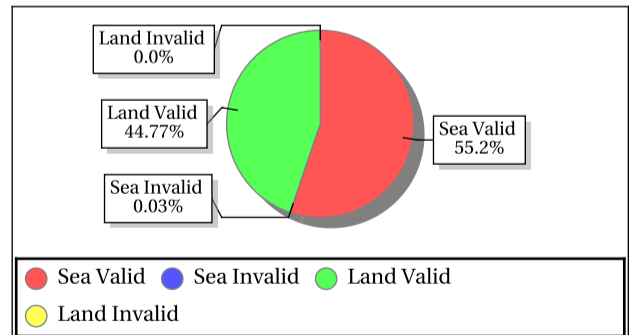 Land Invalid
0.0%
Land Valid
44.77%
Sea Invalid
0.03%
Sea Valid
55.2%
Sea Valid Sea Invalid Land Valid
Land Invalid